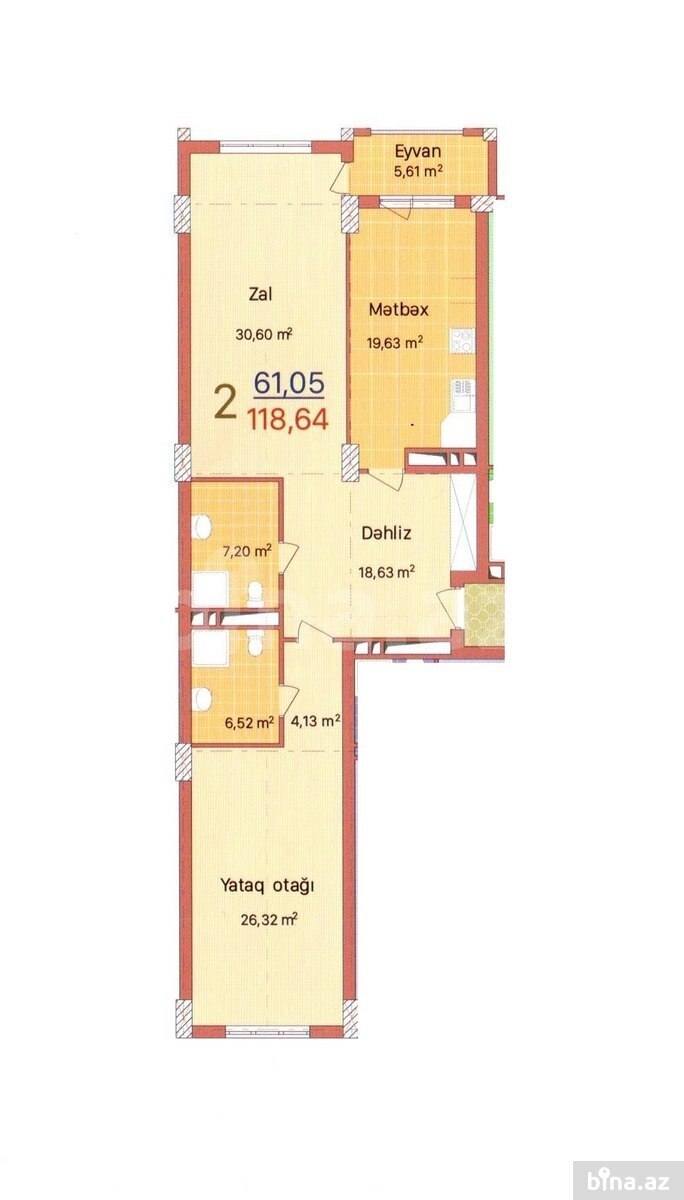 Eyvan
5,61 m²
Zal
30,60 m²
Mətbəx
19,63 m²
2
61,05
118,64
Dəhliz
18,63 m²
7,20 m²
6,52 m²
4,13 m²
Yataq otağı
26,32 m²
bina.az